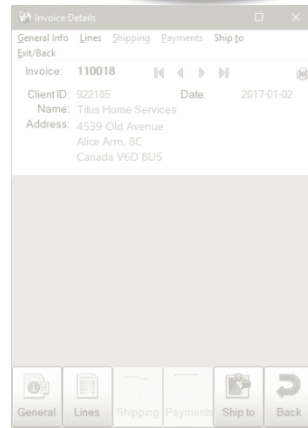 Invoice Details
General Info Lines Shipping Payments Ship to
Exit/Back
Invoice: 110018
Client ID: 922185 Date: 2017-01-02
Name: Titus Home Services
Address: 4539 Old Avenue
Alice Arm, BC
Canada V6D 8U5
General Lines Shipping Payments Ship to Back